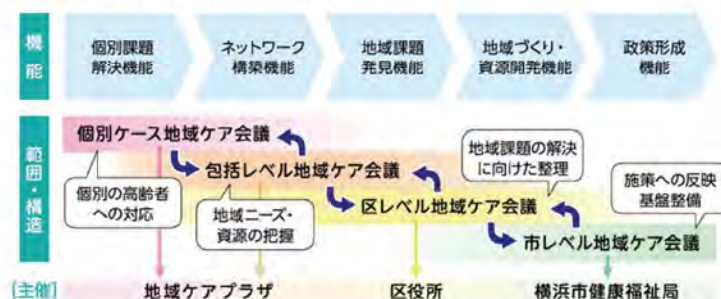 機能
個別課題
解決機能
ネットワーク
構築機能
地域課題
発見機能
地域づくり・
資源開発機能
政策形成
機能
範囲・構造
個別ケース地域ケア会議
包括レベル地域ケア会議
区レベル地域ケア会議
市レベル地域ケア会議
個別の高齢者
への対応
地域ニーズ・
資源の把握
地域課題の解決
に向けた整理
施策への反映
基盤整備
[主催]
地域ケアプラザ
区役所
横浜市健康福祉局